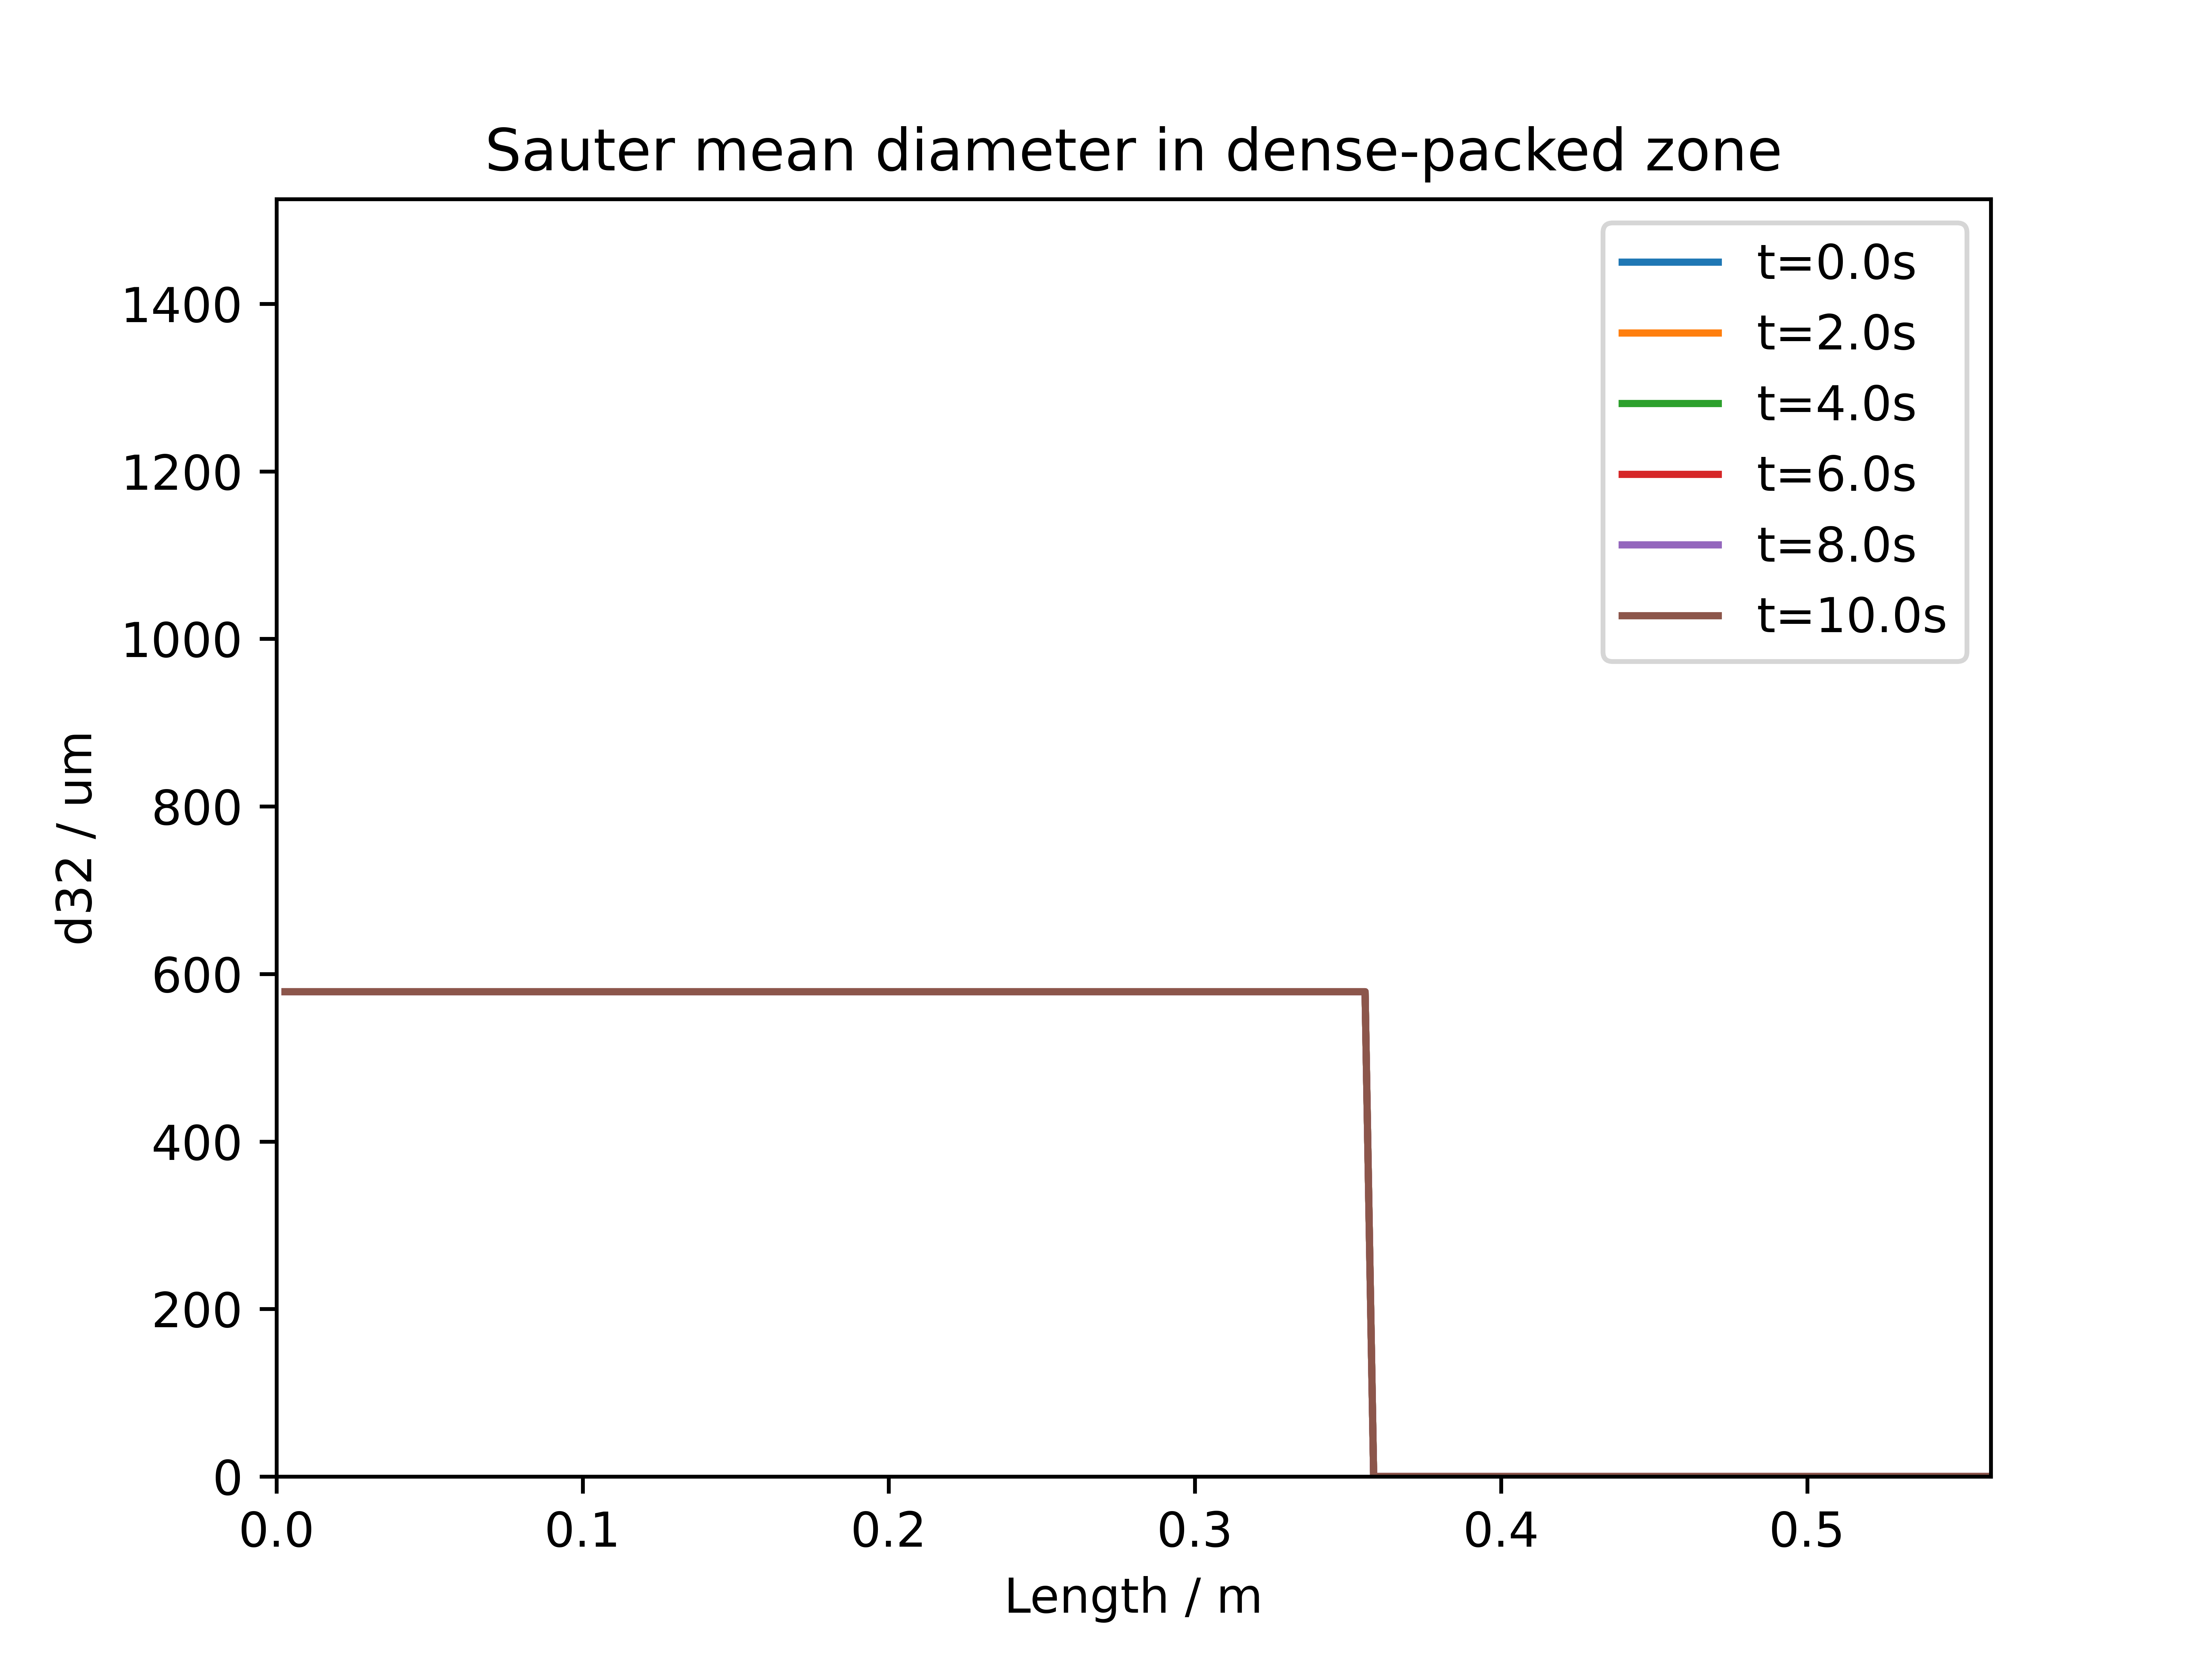 Sauter mean diameter in dense-packed zone
t=0.0s
t=2.0s
t=4.0s
t=6.0s
t=8.0s
t=10.0s
1400
1200
1000
800
600
400
200
0
d32 / um
0.0 0.1 0.2 0.3 0.4 0.5
Length / m